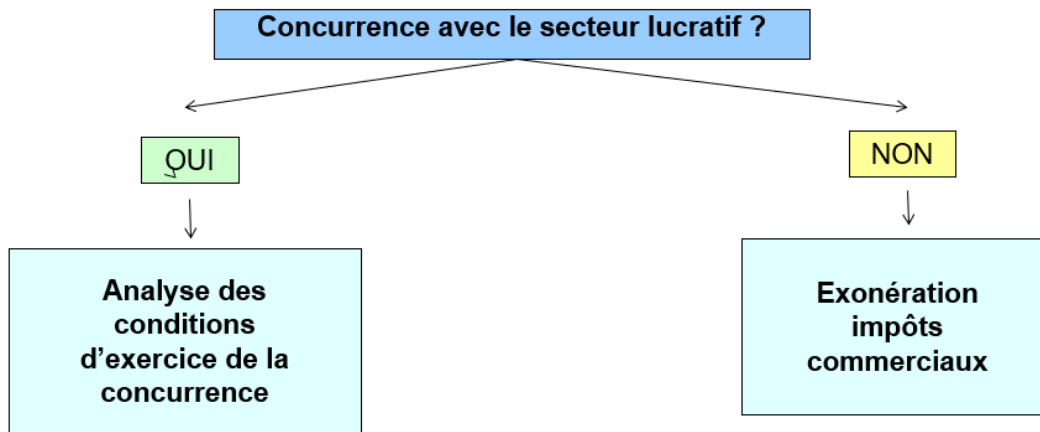 Concurrence avec le secteur lucratif ?
OUI
NON
Analyse des
conditions
d’exercice de la
concurrence
Exonération
impôts
commerciaux